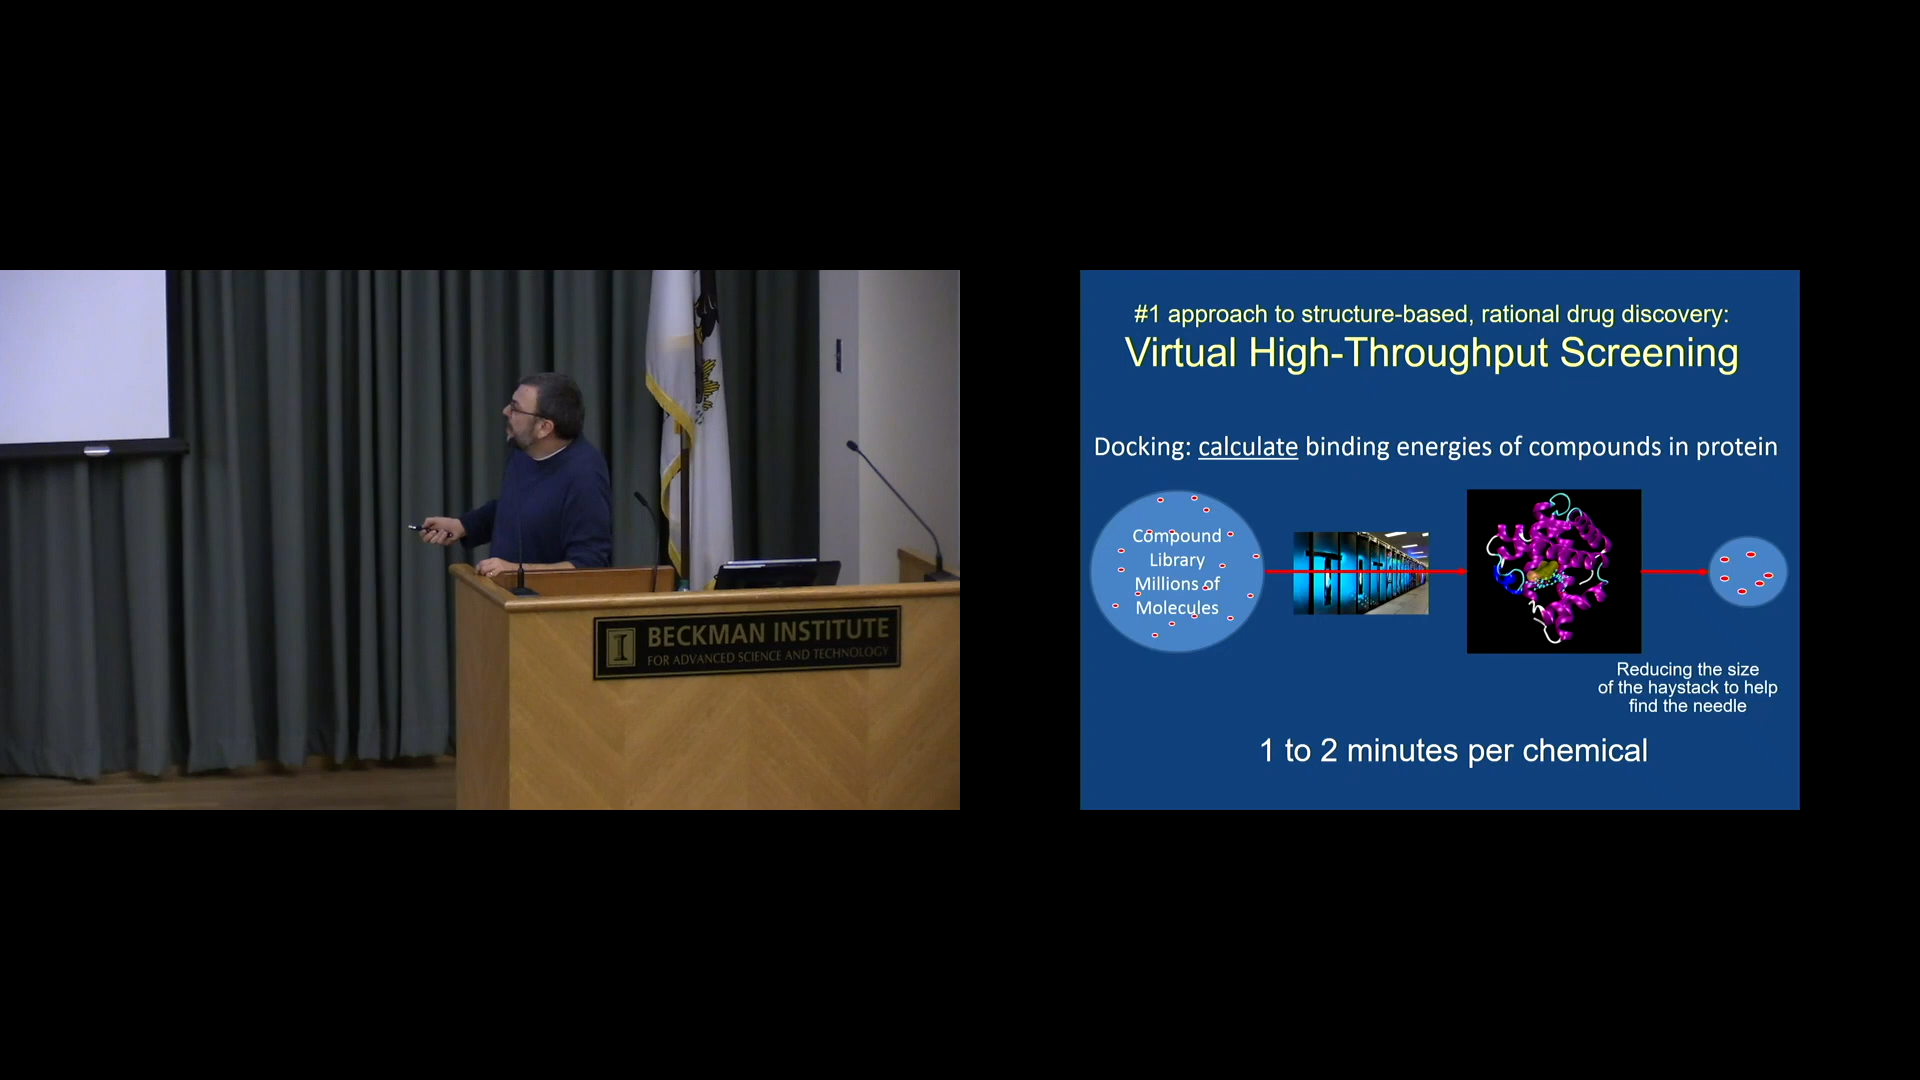 BECKMAN INSTITUTE
FOR ADVANCED SCIENCE AND TECHNOLOGY
#1 approach to structure-based, rational drug discovery:
Virtual High-Throughput Screening
Docking: calculate binding energies of compounds in protein
Compound
Library
Millions of
Molecules
Reducing the size
of the haystack to help
find the needle
1 to 2 minutes per chemical